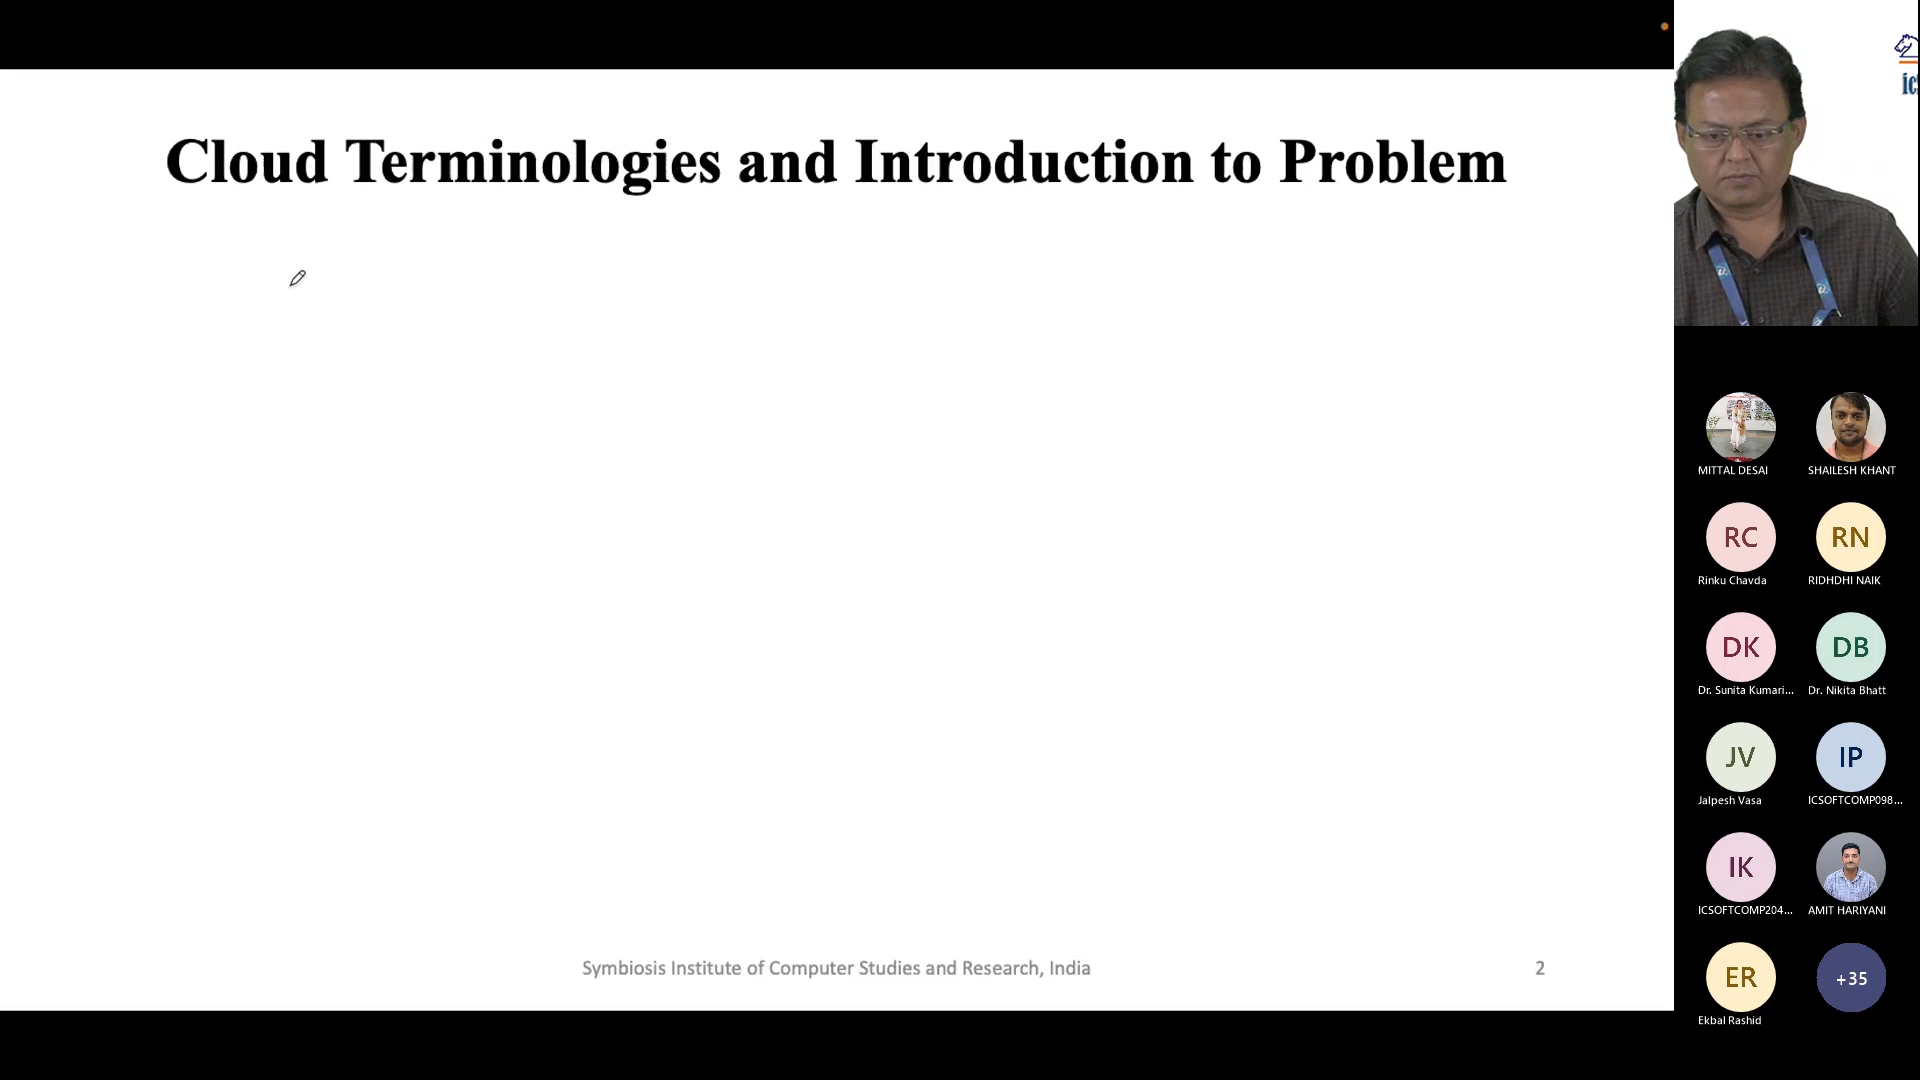 Cloud Terminologies and Introduction to Problem
ic
MITTAL DESAI
SHAILESH KHANT
RC
RN
Rinku Chavda
RIDHDHI NAIK
DK
DB
Dr. Sunita Kumari...
Dr. Nikita Bhatt
JV
IP
Jalpesh Vasa
ICSOFTCOMP098...
IK
ICSOFTCOMP204...
AMIT HARIYANI
ER
+35
Ekbal Rashid
Symbiosis Institute of Computer Studies and Research, India
2